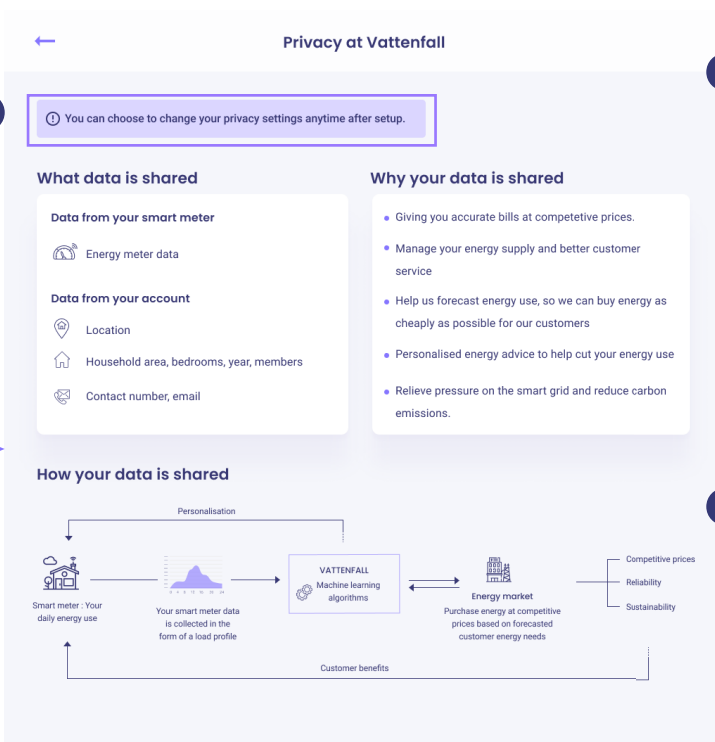 Privacy at Vattenfall
You can choose to change your privacy settings anytime after setup.
What data is shared
Data from your smart meter
Energy meter data
Data from your account
Location
Household area, bedrooms, year, members
Contact number, email
Why your data is shared
Giving you accurate bills at competetive prices.
Manage your energy supply and better customer
service
Help us forecast energy use, so we can buy energy as
cheaply as possible for our customers
Personalised energy advice to help cut your energy use
Relieve pressure on the smart grid and reduce carbon
emissions.
How your data is shared
Personalisation
Smart meter : Your
daily energy use
0 4 8 12 16 20 24
Your smart meter data
is collected in the
form of a load profile
VATTENFALL
Machine learning
algorithms
Energy market
Purchase energy at competitive
prices based on forecasted
customer energy needs
Competitive prices
Reliability
Sustainability
Customer benefits